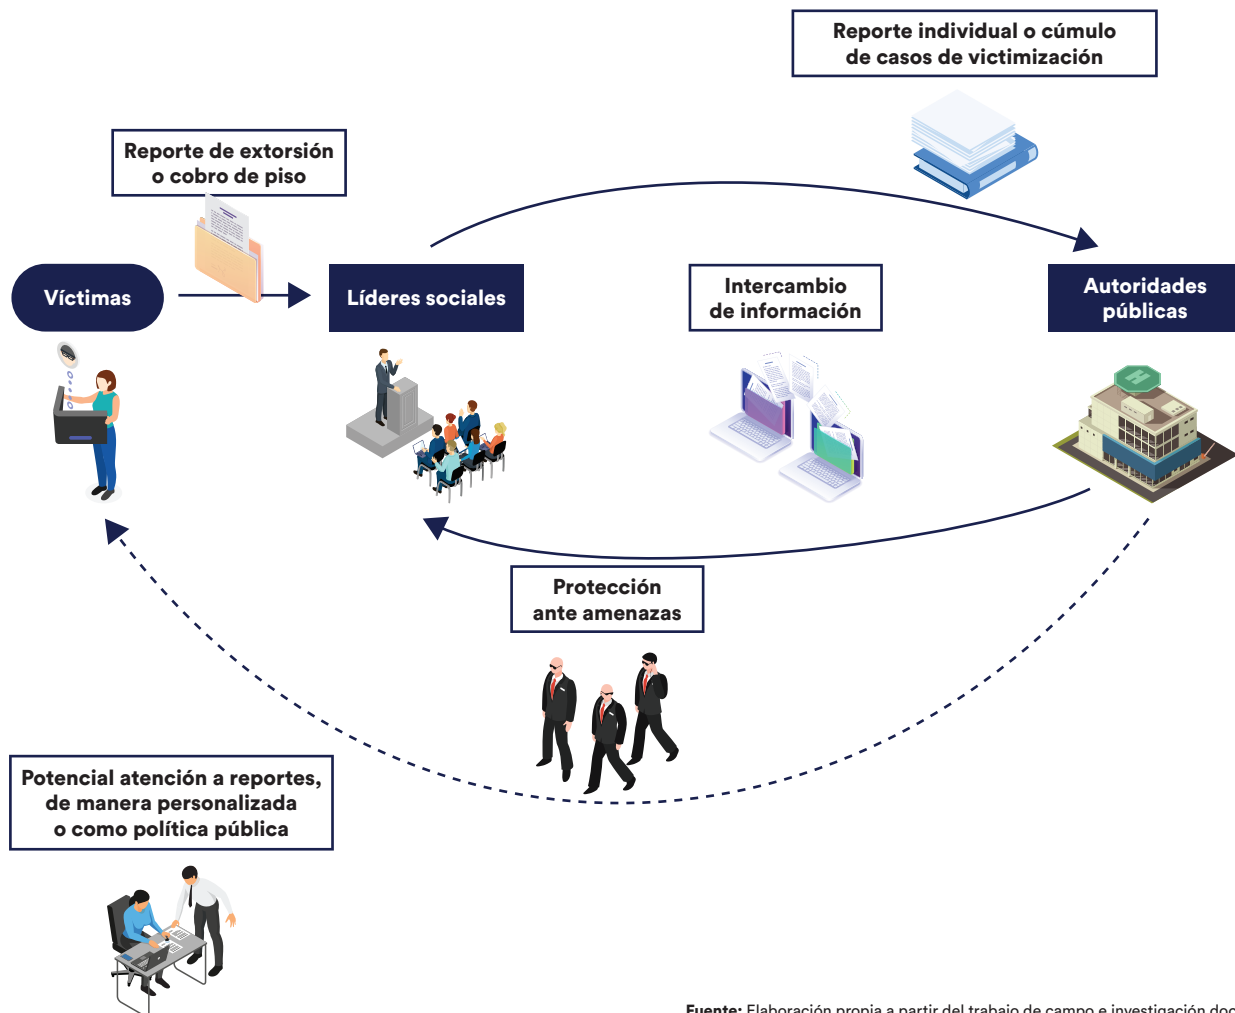 Reporte individual o cúmulo
de casos de victimización
Reporte de extorsión
o cobro de piso
Víctimas
Líderes sociales
Intercambio
de información
Autoridades
públicas
Protección
ante amenazas
Potencial atención a reportes,
de manera personalizada
o como política pública
Fuente: Elaboración propia a partir del trabajo de campo e investigación doc